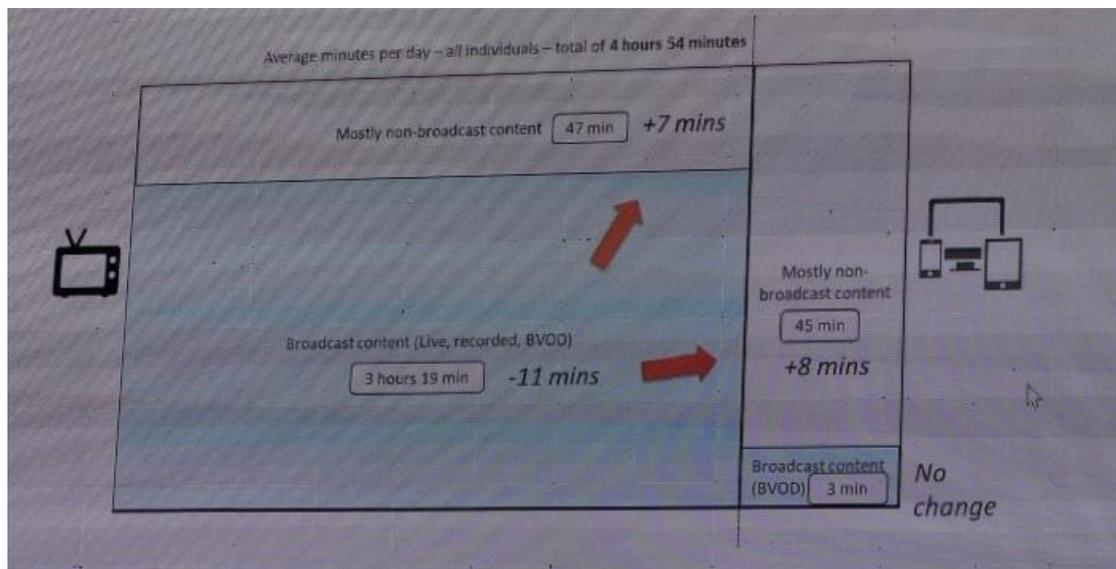 Average minutes per day – all individuals – total of 4 hours 54 minutes
Mostly non-broadcast content 47 min +7 mins
Mostly non-
broadcast content
45 min
+8 mins
Broadcast content (Live, recorded, BVOD)
3 hours 19 min -11 mins
Broadcast content
(BVOD) 3 min
No
change